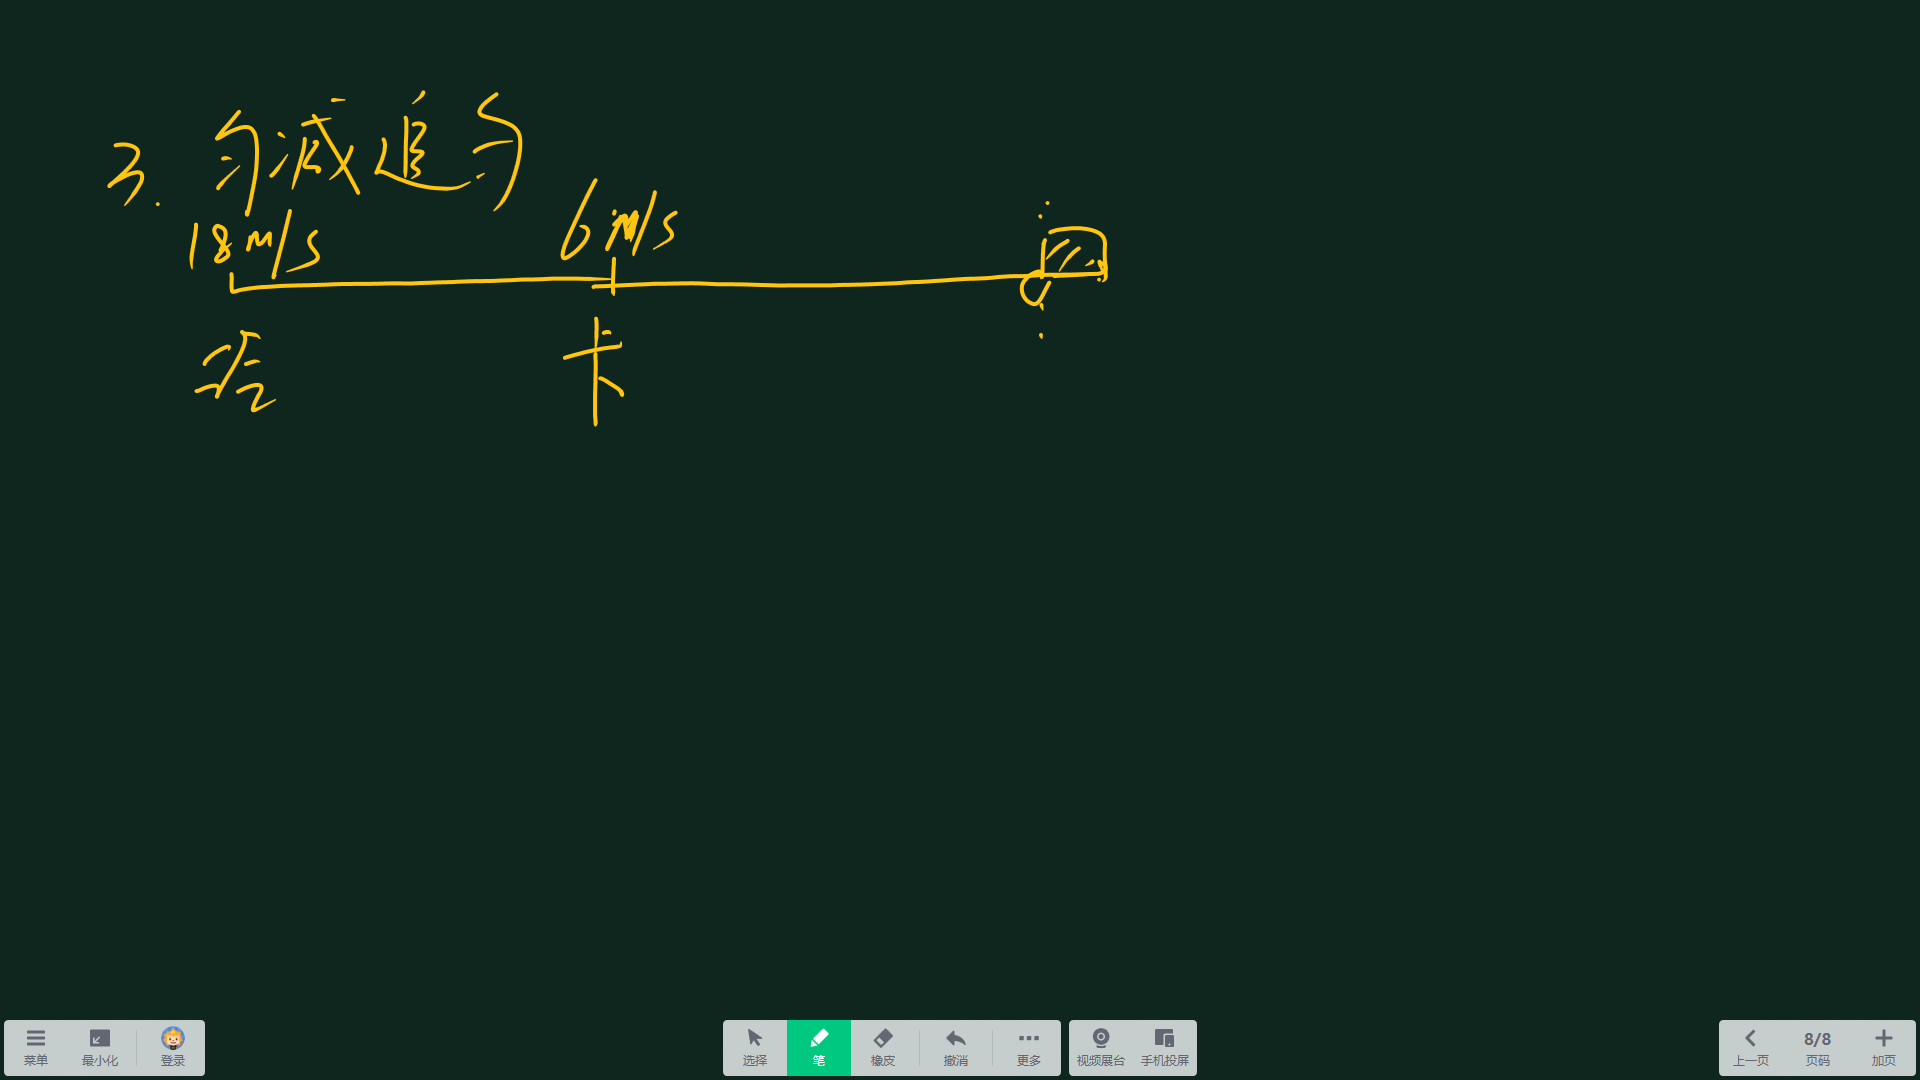 3. 匀减追匀
18m/s 6m/s
卡
菜单 最小化 登录 选择 笔 橡皮 撤消 更多 视频展台 手机投屏 上一页 8/8 页码 加页